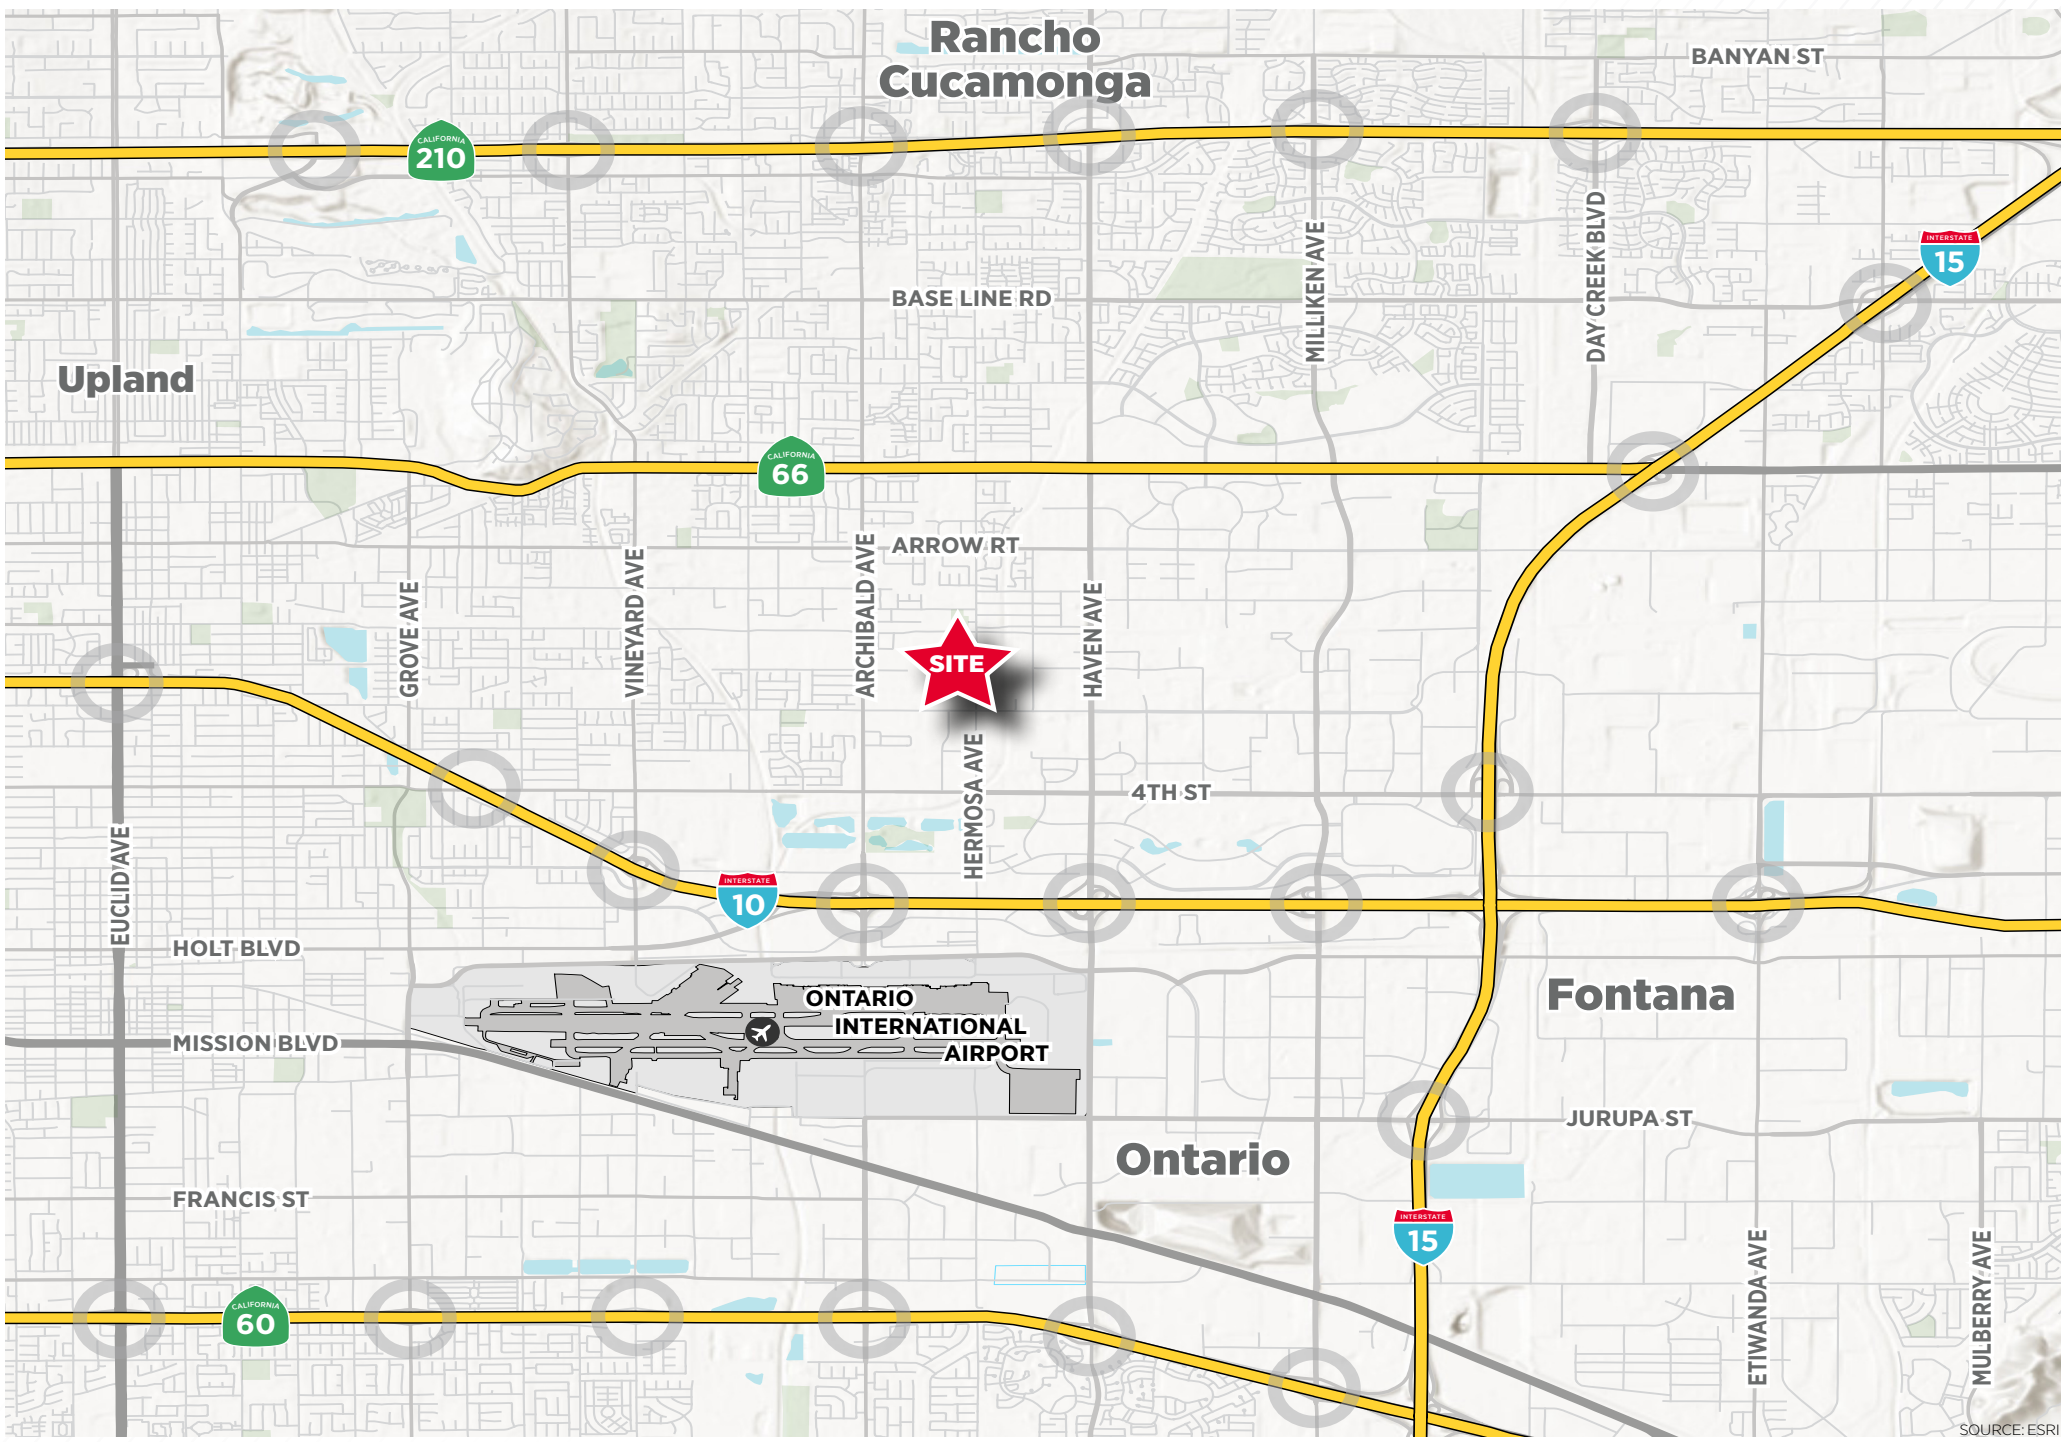 Rancho
Cucamonga
BANYAN ST
CALIFORNIA
210
INTERSTATE
15
BASE LINE RD
MILLIKEN AVE
DAY CREEK BLVD
Upland
CALIFORNIA
66
ARROW RT
GROVE AVE
VINEYARD AVE
ARCHIBALD AVE
SITE
HAVEN AVE
HERMOSA AVE
4TH ST
EUCLID AVE
INTERSTATE
10
HOLT BLVD
ONTARIO
INTERNATIONAL
AIRPORT
Fontana
MISSION BLVD
JURUPA ST
Ontario
FRANCIS ST
INTERSTATE
15
ETIWANDA AVE
MULBERRY AVE
CALIFORNIA
60
SOURCE: ESRI